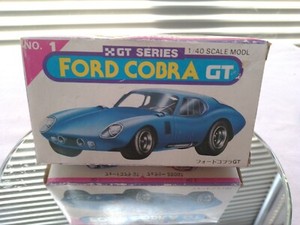 NO. 1
GT SERIES
1:40 SCALE MODL
FORD COBRA GT
フォードコブラGT